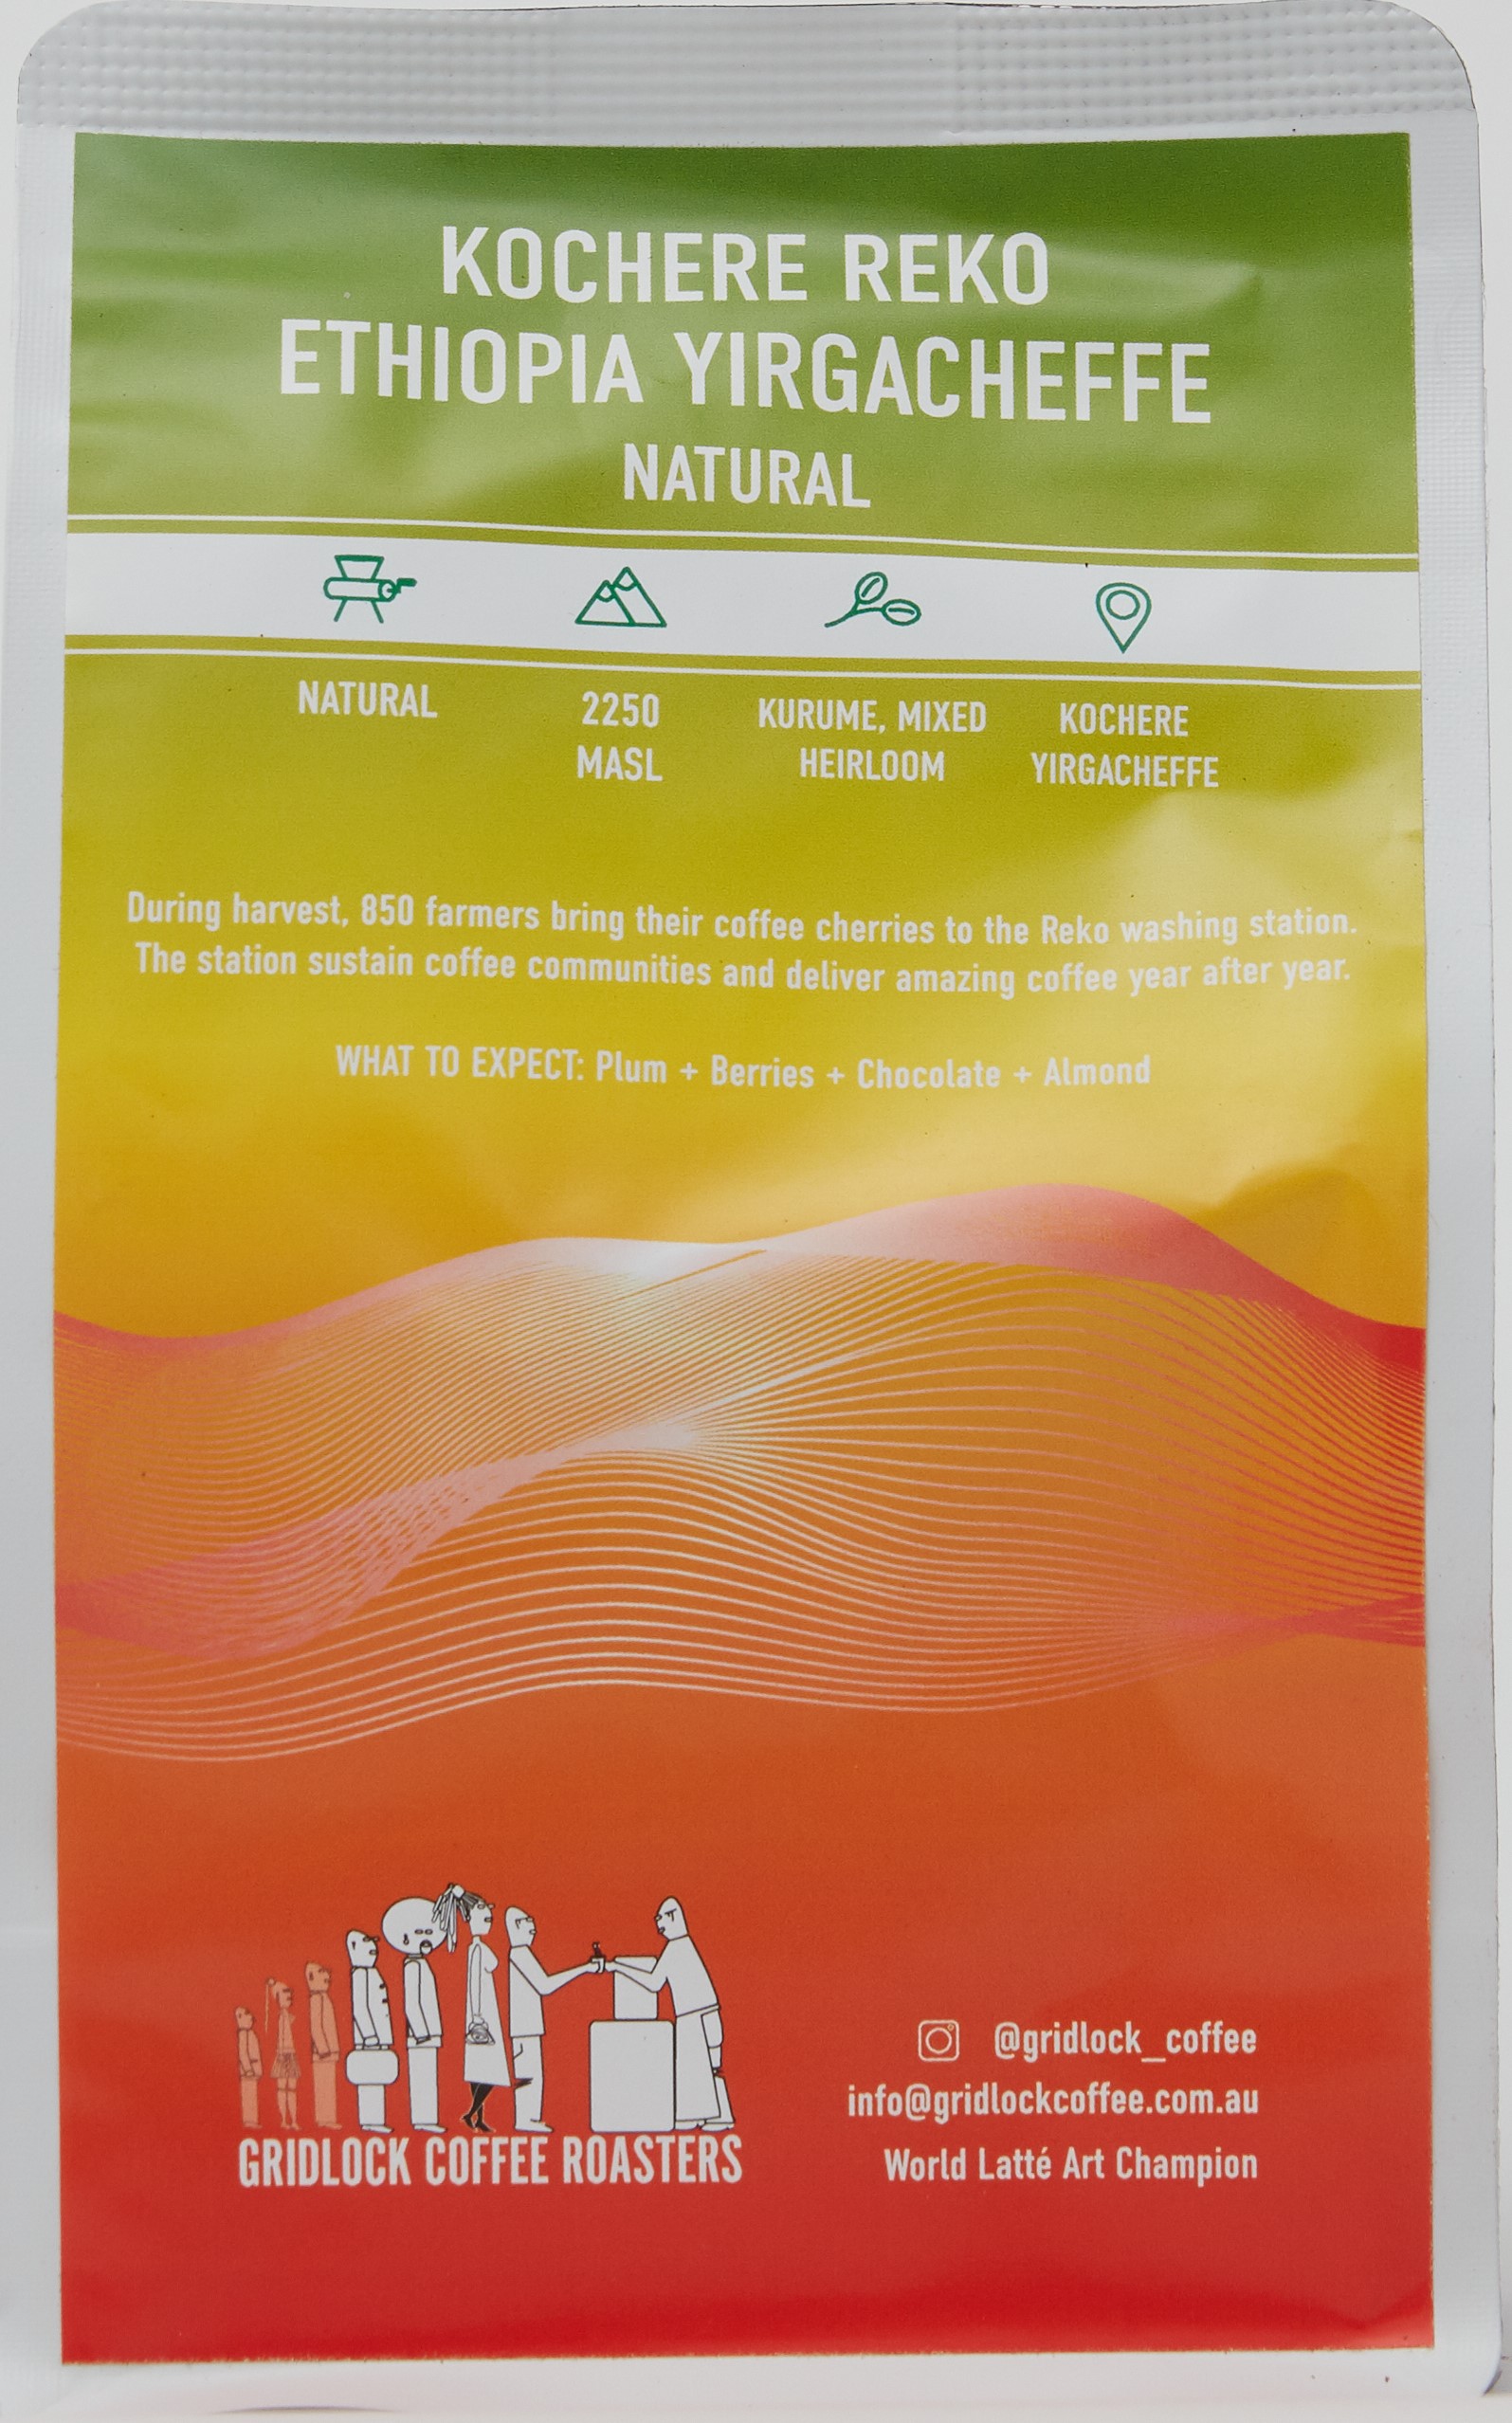 KOCHERE REKO
ETHIOPIA YIRGACHEFFE
NATURAL
NATURAL
2250
MASL
KURUME, MIXED
HEIRLOOM
KOCHERE
YIRGACHEFFE
During harvest, 850 farmers bring their coffee cherries to the Reko washing station.
The station sustain coffee communities and deliver amazing coffee year after year.
WHAT TO EXPECT: Plum + Berries + Chocolate + Almond
GRIDLOCK COFFEE ROASTERS
@gridlock_coffee
info@gridlockcoffee.com.au
World Latté Art Champion